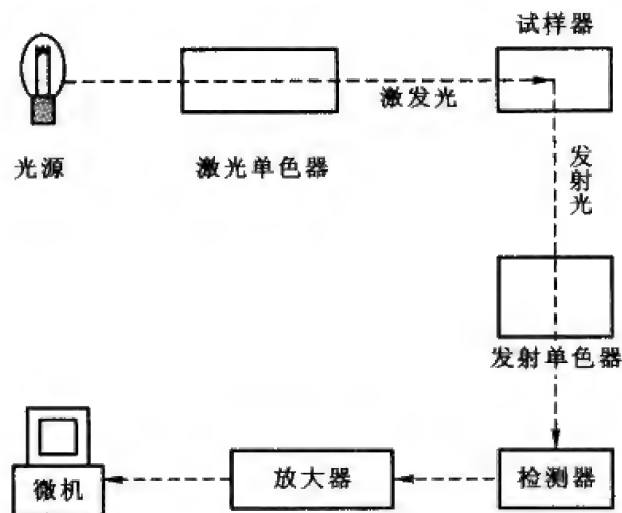 试样器
激发光
光源
激光单色器
发射光
发射单色器
微机
放大器
检测器